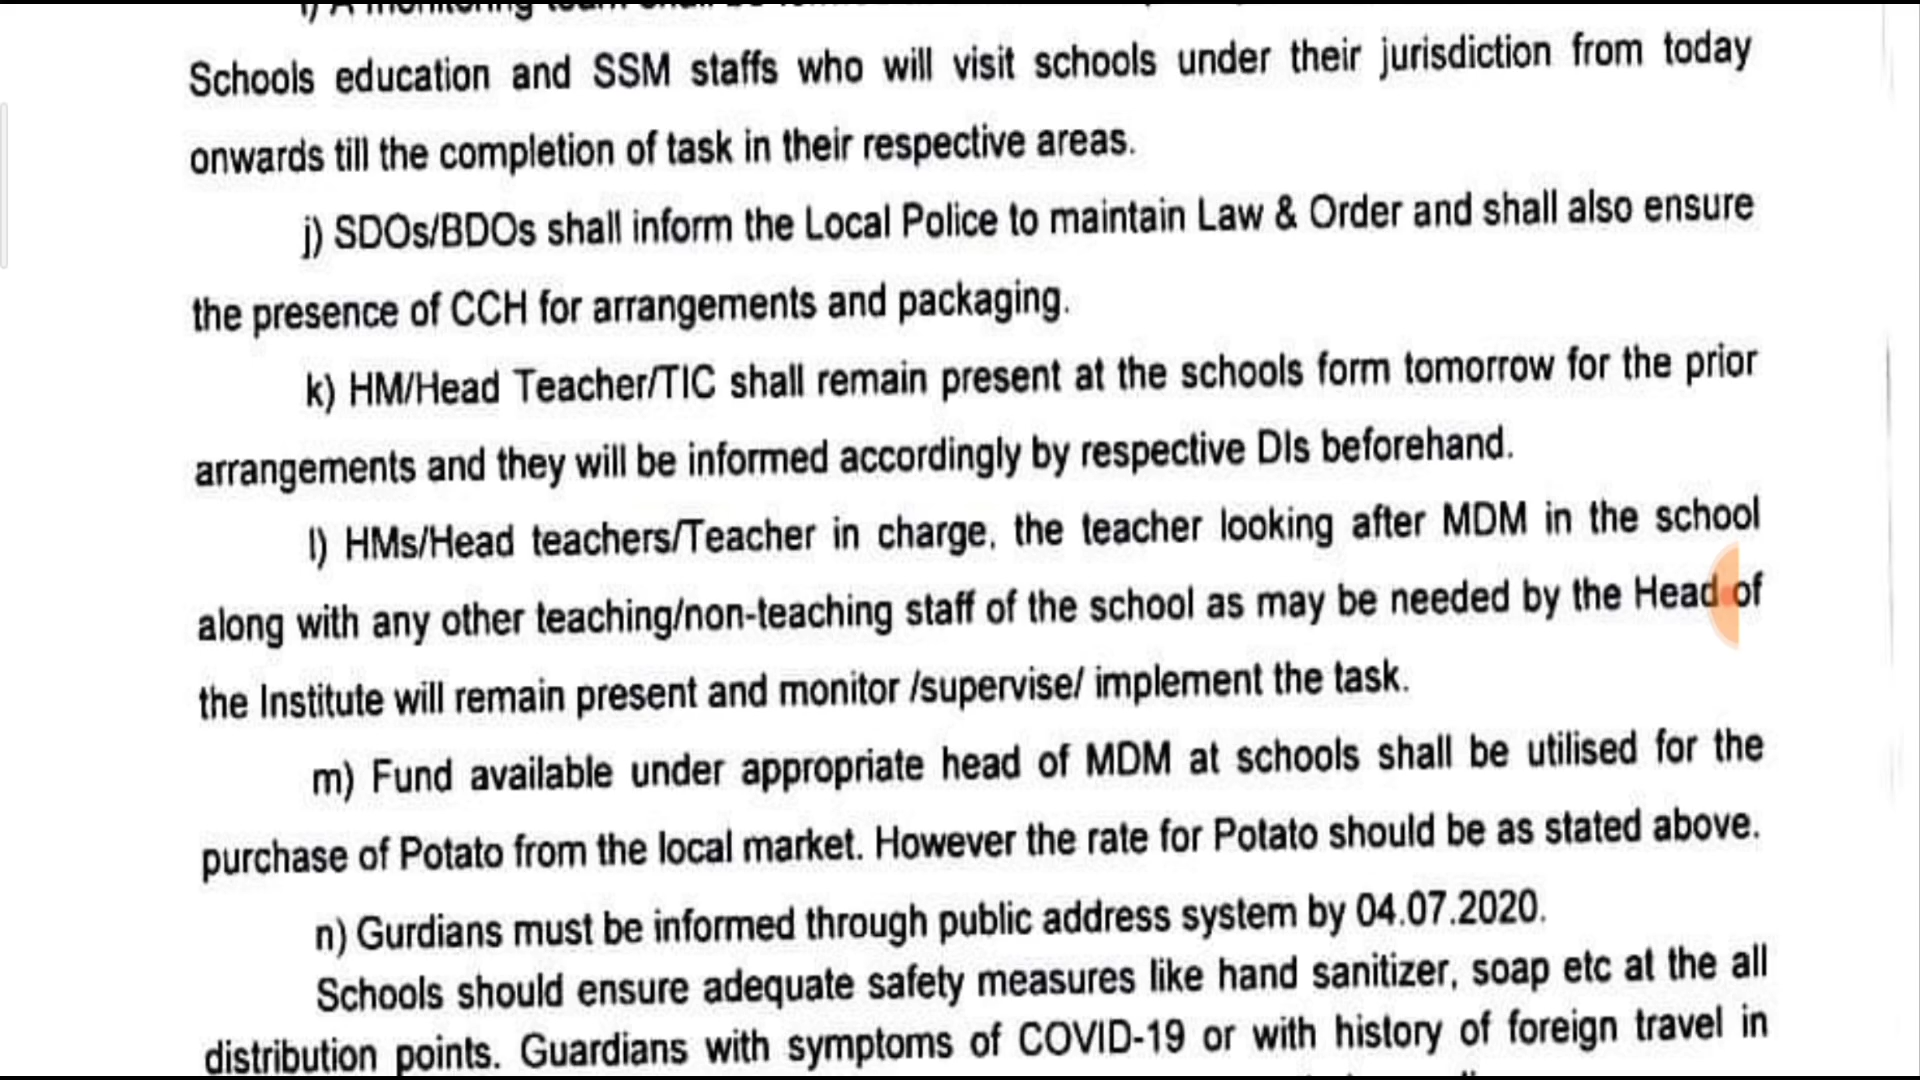 Schools education and SSM staffs who will visit schools under their jurisdiction from today
onwards till the completion of task in their respective areas.
j) SDOs/BDOs shall inform the Local Police to maintain Law & Order and shall also ensure
the presence of CCH for arrangements and packaging.
k) HM/Head Teacher/TIC shall remain present at the schools form tomorrow for the prior
arrangements and they will be informed accordingly by respective DIs beforehand.
l) HMs/Head teachers/Teacher in charge, the teacher looking after MDM in the school
along with any other teaching/non-teaching staff of the school as may be needed by the Head of
the Institute will remain present and monitor /supervise/ implement the task.
m) Fund available under appropriate head of MDM at schools shall be utilised for the
purchase of Potato from the local market. However the rate for Potato should be as stated above.
n) Gurdians must be informed through public address system by 04.07.2020.
Schools should ensure adequate safety measures like hand sanitizer, soap etc at the all
distribution points. Guardians with symptoms of COVID-19 or with history of foreign travel in